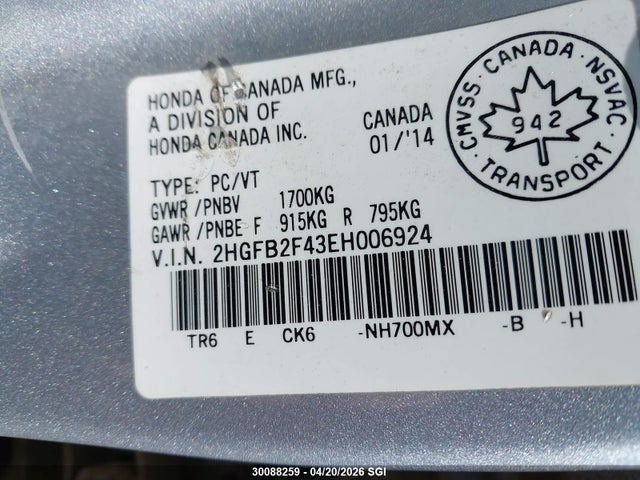 HONDA OF CANADA MFG.,
A DIVISION OF
HONDA CANADA INC.
CANADA
01/'14
CMVSS · CANADA · NSVAC
942
· TRANSPORT ·
TYPE: PC/VT
GVWR/PNBV 1700KG
GAWR/PNBE F 915KG R 795KG
V.I.N. 2HGFB2F43EH006924
TR6 E CK6 -NH700MX -B -H
30088259 - 04/20/2026 SGI